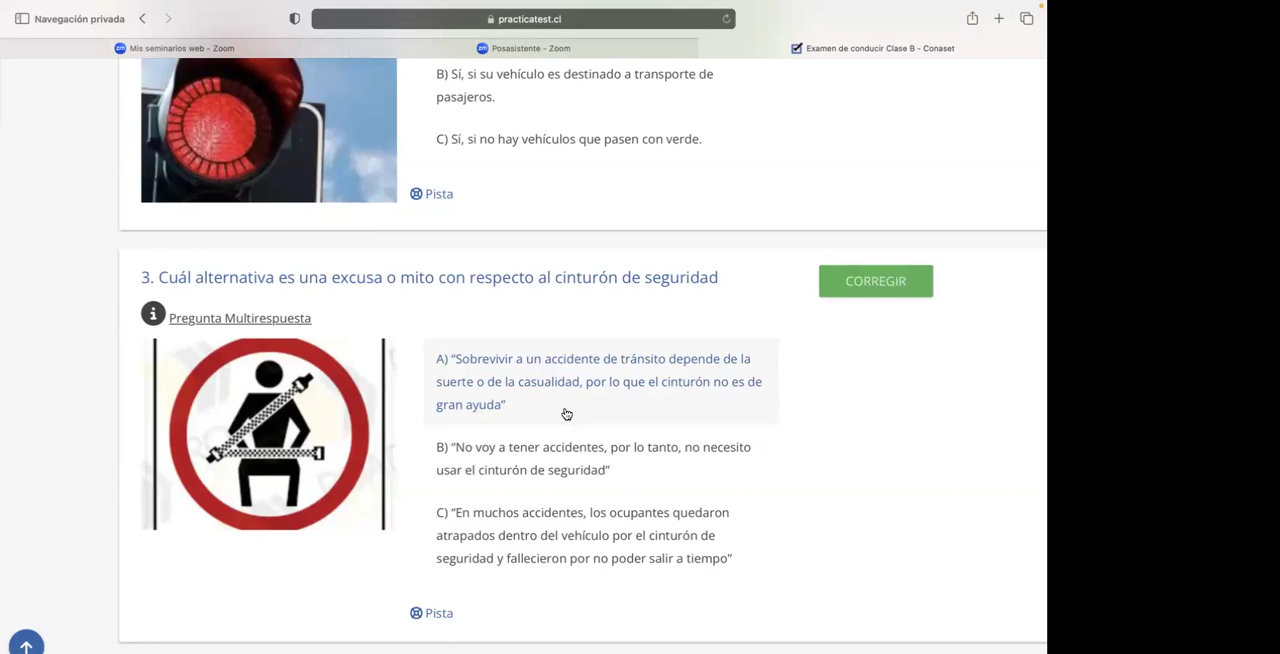 Navegación privada
practicatest.cl
Mis seminarios web - Zoom
Posasistente - Zoom
Examen de conducir Clase B - Conaset
B) Sí, si su vehículo es destinado a transporte de
pasajeros.
C) Sí, si no hay vehículos que pasen con verde.
Pista
3. Cuál alternativa es una excusa o mito con respecto al cinturón de seguridad
CORREGIR
Pregunta Multirespuesta
A) “Sobrevivir a un accidente de tránsito depende de la
suerte o de la casualidad, por lo que el cinturón no es de
gran ayuda”
B) “No voy a tener accidentes, por lo tanto, no necesito
usar el cinturón de seguridad”
C) “En muchos accidentes, los ocupantes quedaron
atrapados dentro del vehículo por el cinturón de
seguridad y fallecieron por no poder salir a tiempo”
Pista